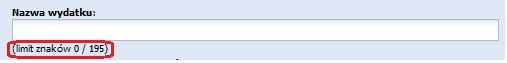 Nazwa wydatku:
(limit znaków 0 / 195)